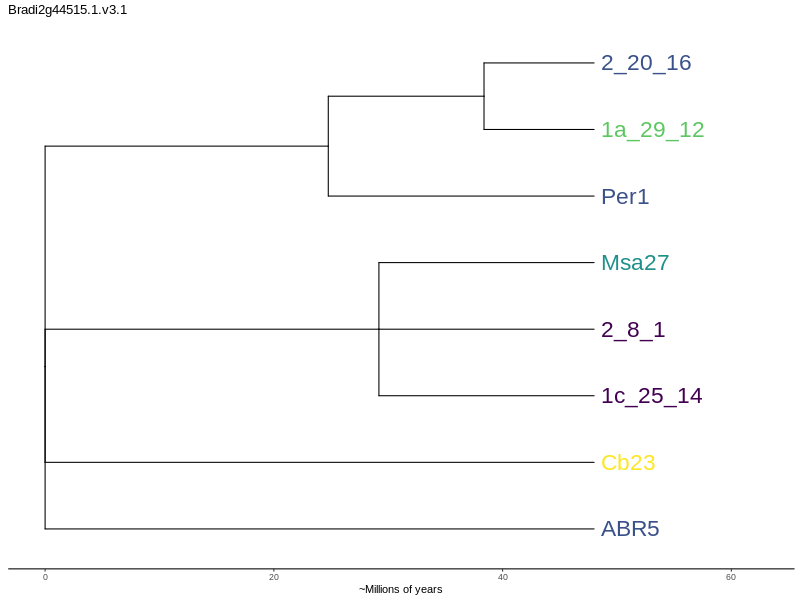 Bradi2g44515.1.v3.1
2_20_16
1a_29_12
Per1
Msa27
2_8_1
1c_25_14
Cb23
ABR5
0 20 40 60
~Millions of years